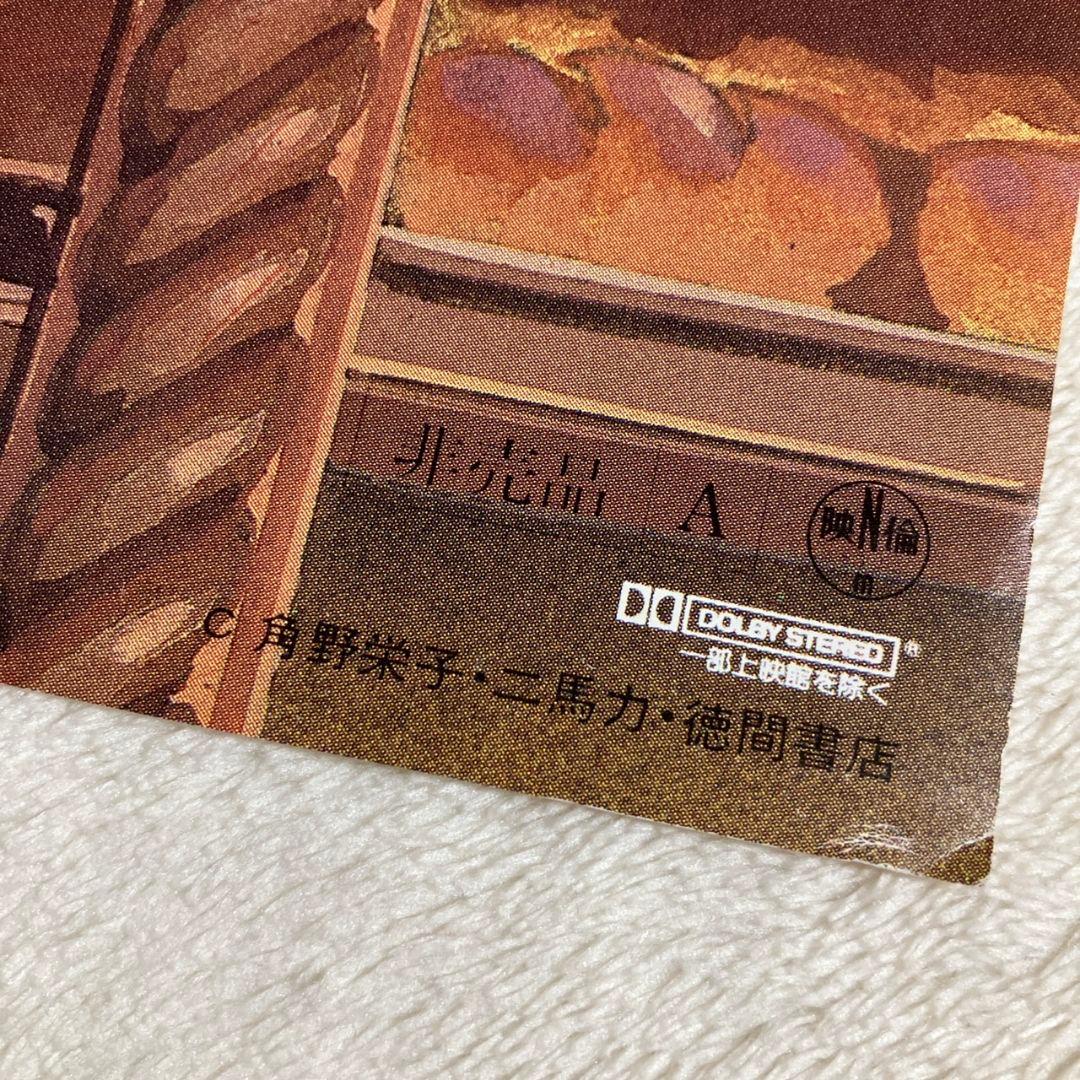 非売品 A 映N倫 m
DOLBY STEREO ®
一部上映館を除く
C 角野栄子・二馬力・徳間書店